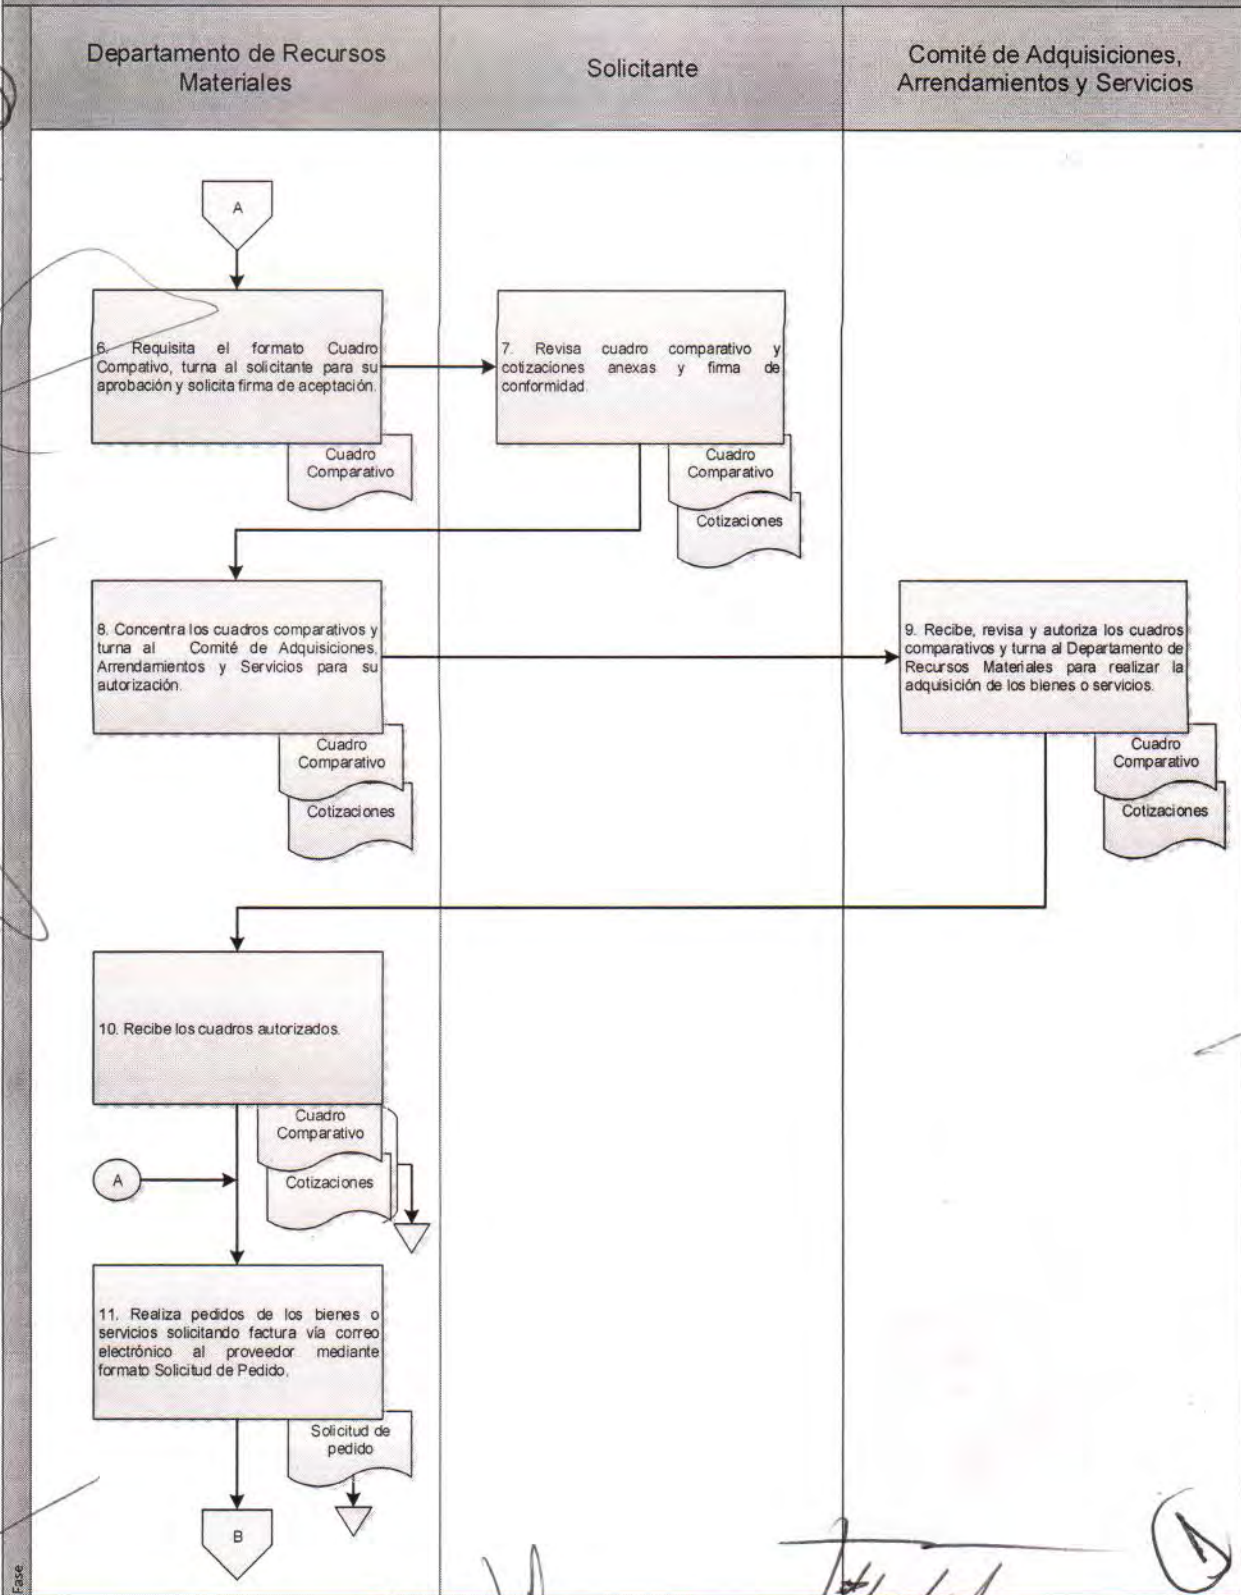 Departamento de Recursos
Materiales
Solicitante
Comité de Adquisiciones,
Arrendamientos y Servicios
A
6. Requisita el formato Cuadro
Compativo, turna al solicitante para su
aprobación y solicita firma de aceptación.
Cuadro
Comparativo
7. Revisa cuadro comparativo y
cotizaciones anexas y firma de
conformidad.
Cuadro
Comparativo
Cotizaciones
8. Concentra los cuadros comparativos y
turna al Comité de Adquisiciones,
Arrendamientos y Servicios para su
autorización.
Cuadro
Comparativo
Cotizaciones
9. Recibe, revisa y autoriza los cuadros
comparativos y turna al Departamento de
Recursos Materiales para realizar la
adquisición de los bienes o servicios.
Cuadro
Comparativo
Cotizaciones
10. Recibe los cuadros autorizados.
Cuadro
Comparativo
Cotizaciones
A
11. Realiza pedidos de los bienes o
servicios solicitando factura vía correo
electrónico al proveedor mediante
formato Solicitud de Pedido.
Solicitud de
pedido
B
Fase